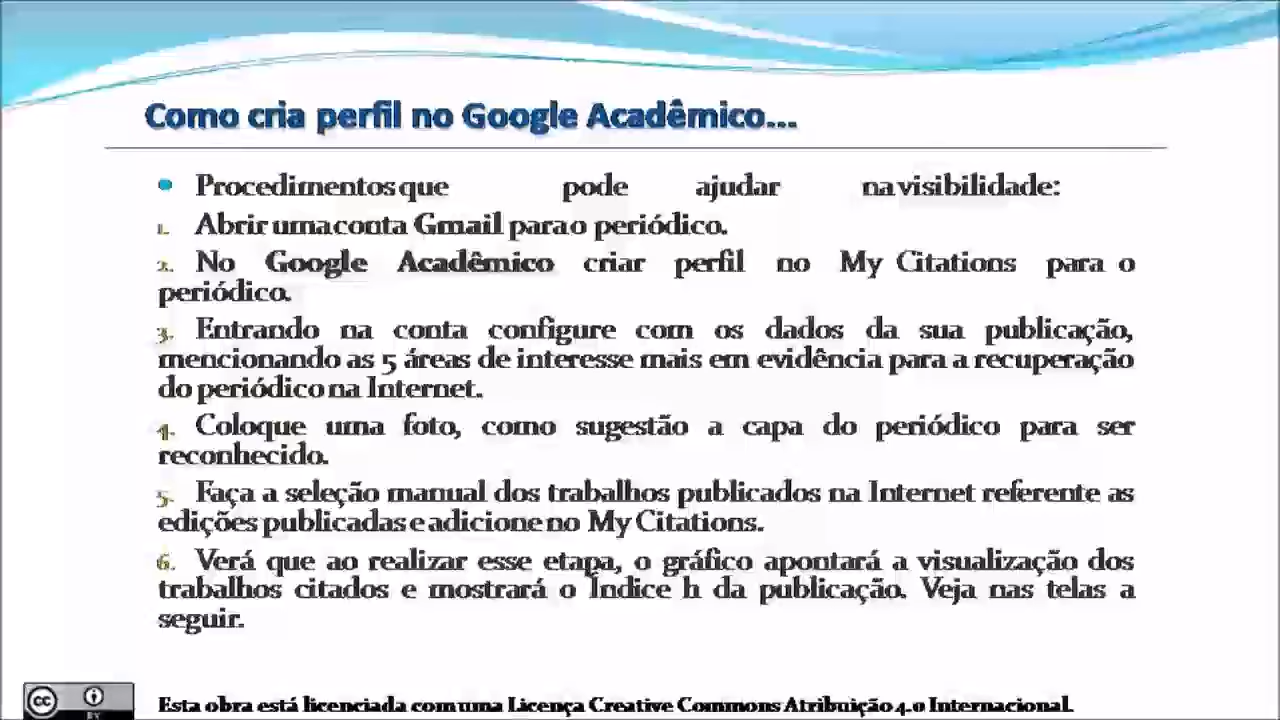 Como cria perfil no Google Acadêmico...
• Procedimentos que pode ajudar na visibilidade:
1. Abrir uma conta Gmail para o periódico.
2. No Google Acadêmico criar perfil no My Citations para o
periódico.
3. Entrando na conta configure com os dados da sua publicação,
mencionando as 5 áreas de interesse mais em evidência para a recuperação
do periódico na Internet.
4. Coloque uma foto, como sugestão a capa do periódico para ser
reconhecido.
5. Faça a seleção manual dos trabalhos publicados na Internet referente as
edições publicadas e adicione no My Citations.
6. Verá que ao realizar esse etapa, o gráfico apontará a visualização dos
trabalhos citados e mostrará o Índice h da publicação. Veja nas telas a
seguir.
cc
BY
Esta obra está licenciada com uma Licença Creative Commons Atribuição 4.0 Internacional.